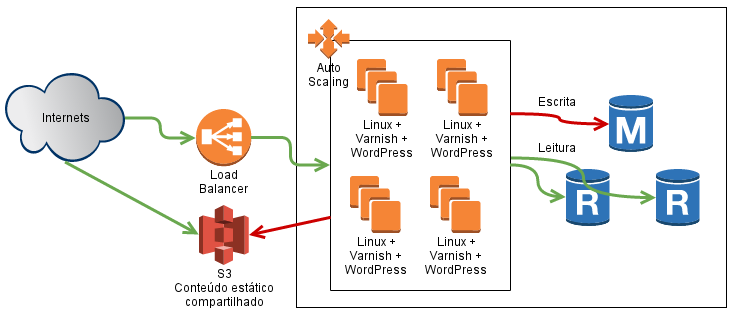 Internets
Load
Balancer
S3
Conteúdo estático
compartilhado
Auto
Scaling
Linux +
Varnish +
WordPress
Linux +
Varnish +
WordPress
Linux +
Varnish +
WordPress
Linux +
Varnish +
WordPress
Escrita
M
Leitura
R
R